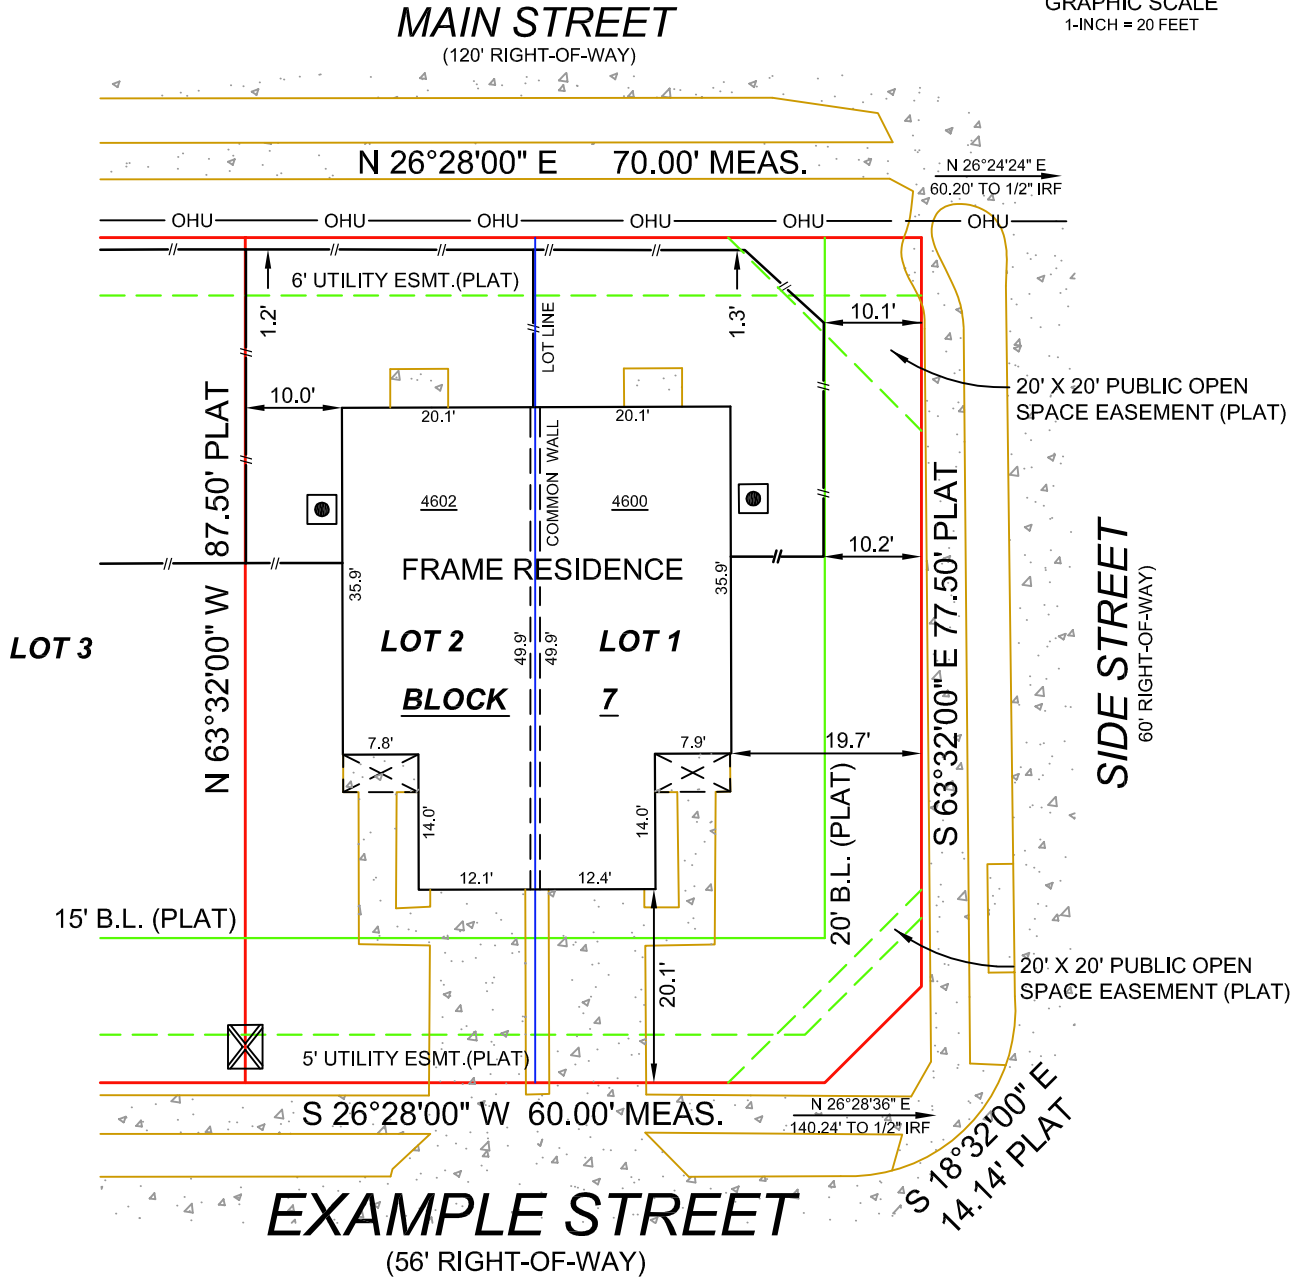 MAIN STREET
(120' RIGHT-OF-WAY)
GRAPHIC SCALE
1-INCH = 20 FEET
N 26°28'00" E 70.00' MEAS.
N 26°24'24" E
60.20' TO 1/2" IRF
OHU OHU OHU OHU OHU OHU
6' UTILITY ESMT.(PLAT)
1.2'
LOT LINE
1.3'
10.1'
20' X 20' PUBLIC OPEN
SPACE EASEMENT (PLAT)
10.0'
20.1'
20.1'
N 63°32'00" W 87.50' PLAT
COMMON WALL
4602
4600
S 63°32'00" E 77.50' PLAT
10.2'
FRAME RESIDENCE
35.9'
35.9'
SIDE STREET
60' RIGHT-OF-WAY)
LOT 3
LOT 2
49.9'
49.9'
LOT 1
BLOCK 7
7.8'
7.9'
19.7'
14.0'
14.0'
20' B.L. (PLAT)
12.1'
12.4'
15' B.L. (PLAT)
20.1'
20' X 20' PUBLIC OPEN
SPACE EASEMENT (PLAT)
5' UTILITY ESMT.(PLAT)
S 26°28'00" W 60.00' MEAS.
N 26°28'36" E
140.24' TO 1/2" IRF
S 18°32'00" E
14.14' PLAT
EXAMPLE STREET
(56' RIGHT-OF-WAY)